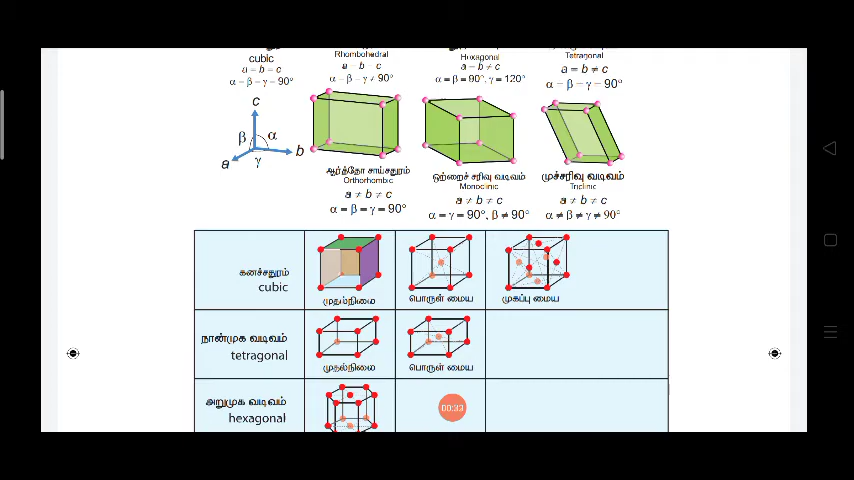 cubic
a = b = c
α = β = γ = 90°
Rhombohedral
a = b = c
α = β = γ ≠ 90°
Hexagonal
a = b ≠ c
α = β = 90°, γ = 120°
Tetragonal
a = b ≠ c
α = β = γ = 90°
c
β α
a γ b
ஆர்த்தோ சாய்சதுரம்
Orthorhombic
a ≠ b ≠ c
α = β = γ = 90°
ஒற்றைச் சரிவு வடிவம்
Monoclinic
a ≠ b ≠ c
α = γ = 90°, β ≠ 90°
முச்சரிவு வடிவம்
Triclinic
a ≠ b ≠ c
α ≠ β ≠ γ ≠ 90°
கனச்சதுரம்
cubic
முதல்நிலை
பொருள் மைய
முகப்பு மைய
நான்முக வடிவம்
tetragonal
முதல்நிலை
பொருள் மைய
அறுமுக வடிவம்
hexagonal